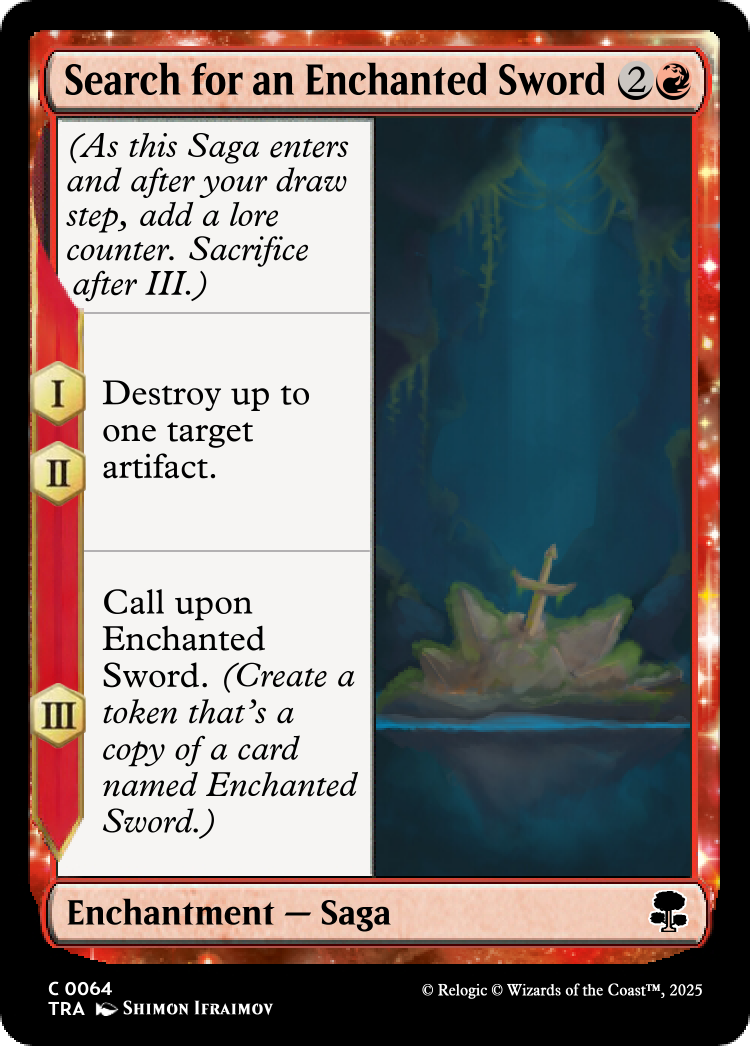 Search for an Enchanted Sword 2
(As this Saga enters
and after your draw
step, add a lore
counter. Sacrifice
after III.)
I
Destroy up to
one target
artifact.
II
Call upon
Enchanted
Sword. (Create a
token that's a
copy of a card
named Enchanted
Sword.)
III
Enchantment — Saga
C 0064
TRA Shimon Ifraimov
© Relogic © Wizards of the Coast™, 2025